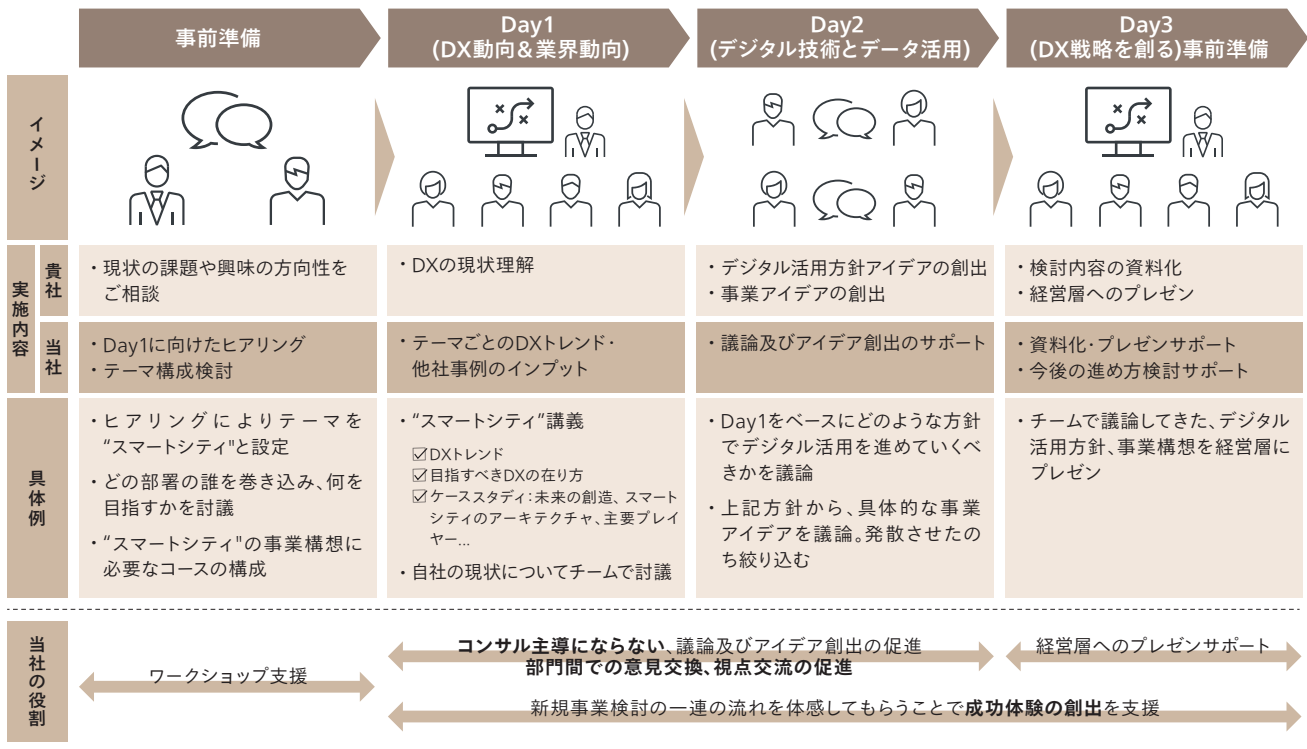 事前準備
Day1
(DX動向&業界動向)
Day2
(デジタル技術とデータ活用)
Day3
(DX戦略を創る)事前準備
イメージ
実施内容
貴社
・現状の課題や興味の方向性を
ご相談
・DXの現状理解
・デジタル活用方針アイデアの創出
・事業アイデアの創出
・検討内容の資料化
・経営層へのプレゼン
当社
・Day1に向けたヒアリング
・テーマ構成検討
・テーマごとのDXトレンド・
他社事例のインプット
・議論及びアイデア創出のサポート
・資料化・プレゼンサポート
・今後の進め方検討サポート
具体例
・ヒアリングによりテーマを
“スマートシティ"と設定
・どの部署の誰を巻き込み、何を
目指すかを討議
・“スマートシティ"の事業構想に
必要なコースの構成
・“スマートシティ”講義
☑DXトレンド
☑目指すべきDXの在り方
☑ケーススタディ：未来の創造、スマート
シティのアーキテクチャ、主要プレイ
ヤー...
・自社の現状についてチームで討議
・Day1をベースにどのような方針
でデジタル活用を進めていくべ
きかを議論
・上記方針から、具体的な事業
アイデアを議論。発散させたの
ち絞り込む
・チームで議論してきた、デジタル
活用方針、事業構想を経営層に
プレゼン
当社の役割
ワークショップ支援
コンサル主導にならない、議論及びアイデア創出の促進
部門間での意見交換、視点交流の促進
経営層へのプレゼンサポート
新規事業検討の一連の流れを体感してもらうことで成功体験の創出を支援